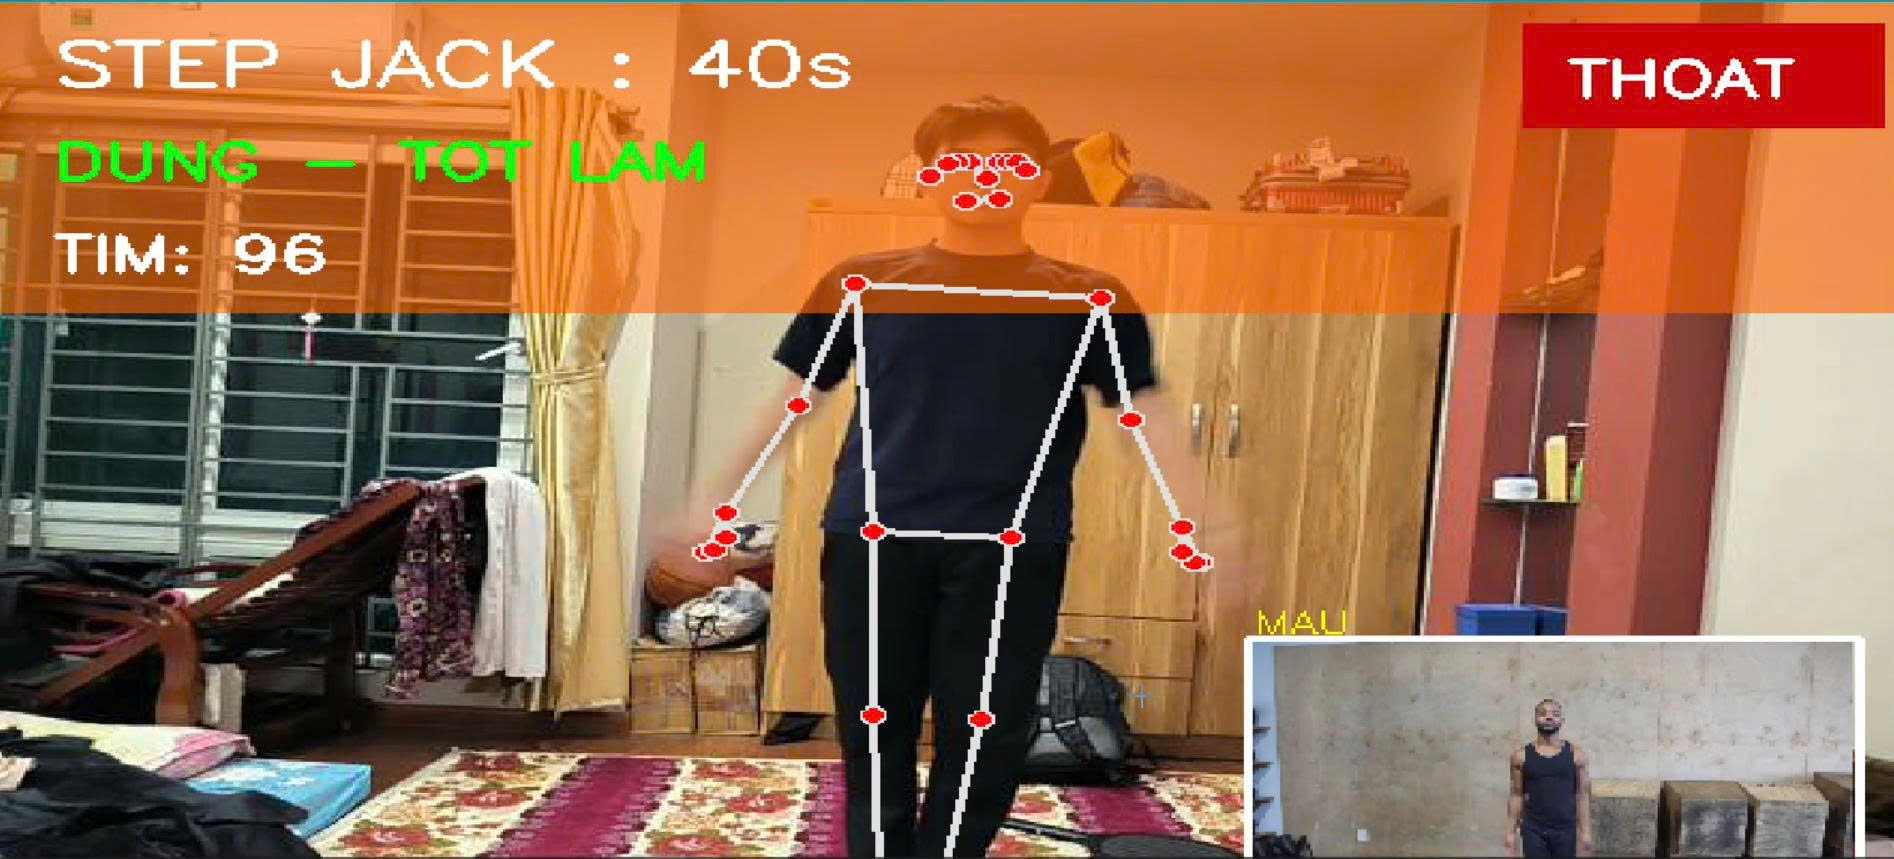 STEP JACK : 40s
THOAT
DUNG - TOT LAM
TIM: 96
MAU